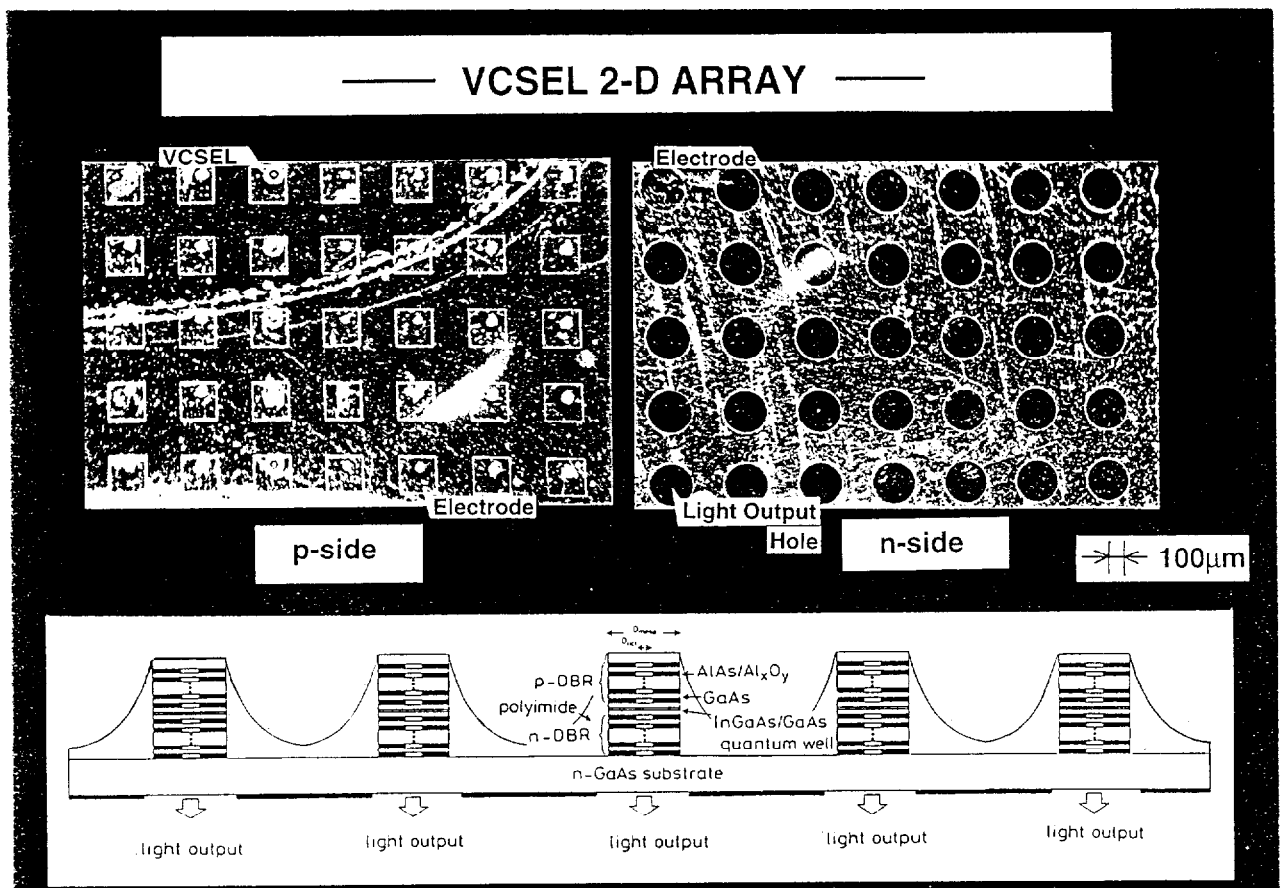 VCSEL 2-D ARRAY
VCSEL
Electrode
Electrode
Light Output
Hole
p-side
n-side
100μm
p-DBR
polyimide
n-DBR
AlAs/AlxOy
GaAs
InGaAs/GaAs
quantum well
n-GaAs substrate
light output
light output
light output
light output
light output